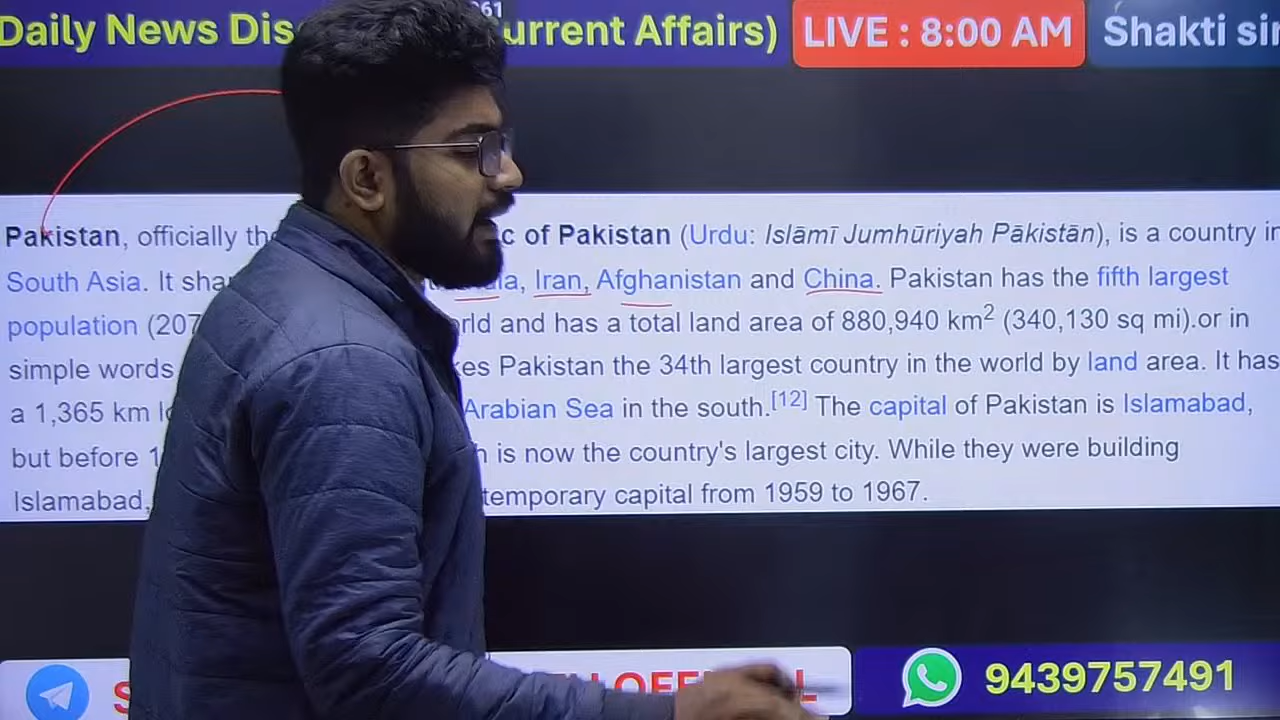 Daily News Dis urrent Affairs) LIVE : 8:00 AM Shakti sin
Pakistan, officially the c of Pakistan (Urdu: Islāmī Jumhūriyah Pākistān), is a country in
South Asia. It sha ia, Iran, Afghanistan and China. Pakistan has the fifth largest
population (207 rld and has a total land area of 880,940 km² (340,130 sq mi).or in
simple words kes Pakistan the 34th largest country in the world by land area. It has
a 1,365 km lo Arabian Sea in the south.[12] The capital of Pakistan is Islamabad,
but before 1 h is now the country's largest city. While they were building
Islamabad, temporary capital from 1959 to 1967.
9439757491